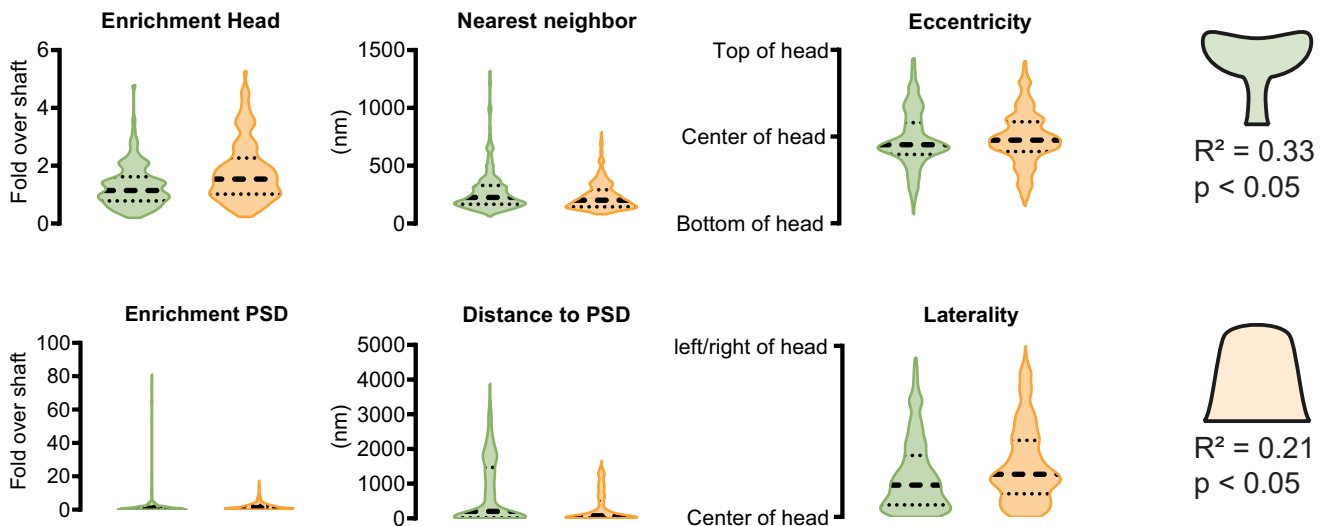 Enrichment Head
Fold over shaft
6
4
2
0
Nearest neighbor
(nm)
1500
1000
500
0
Eccentricity
Top of head
Center of head
Bottom of head
R² = 0.33
p < 0.05
Enrichment PSD
Fold over shaft
100
80
60
40
20
0
Distance to PSD
(nm)
5000
4000
3000
2000
1000
0
Laterality
left/right of head
Center of head
R² = 0.21
p < 0.05